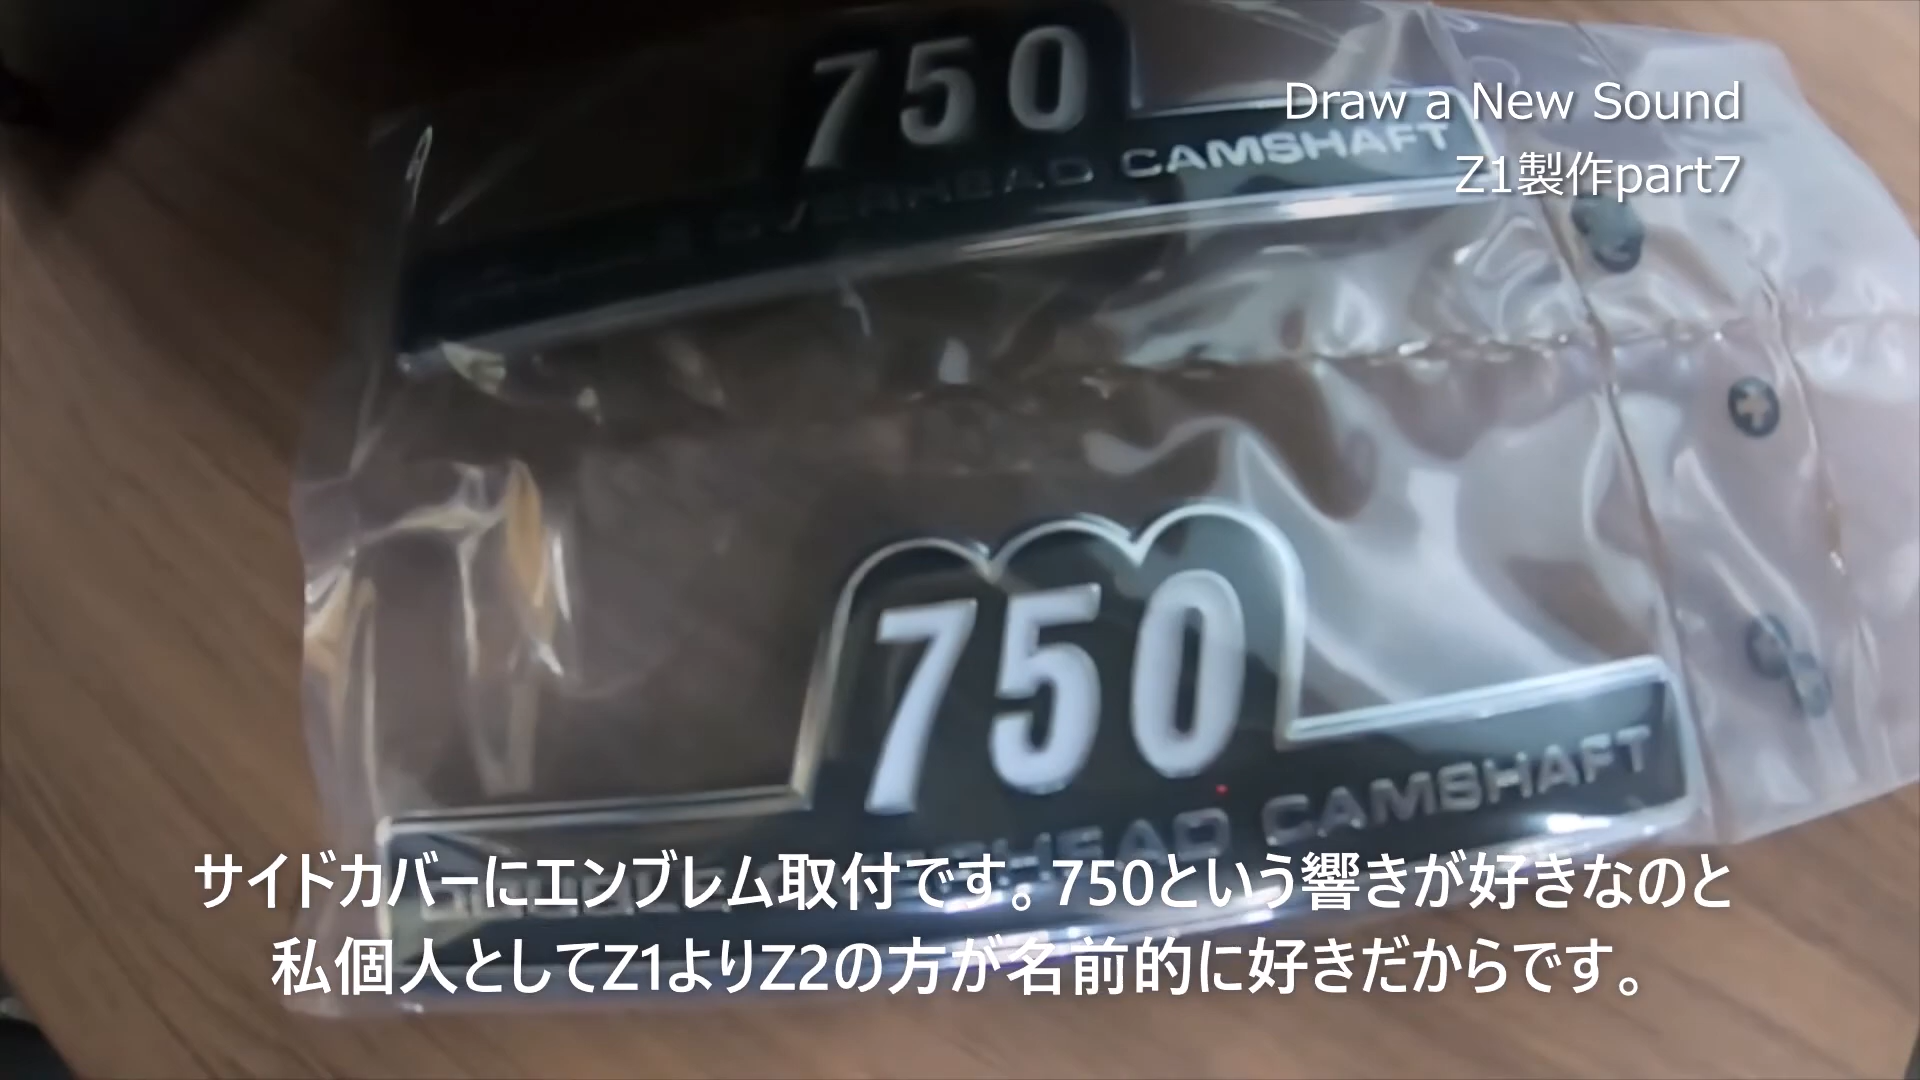 750
OVERHEAD CAMSHAFT
Draw a New Sound
Z1製作part7
750
CAMSHAFT
サイドカバーにエンブレム取付です。750という響きが好きなのと
私個人としてZ1よりZ2の方が名前的に好きだからです。